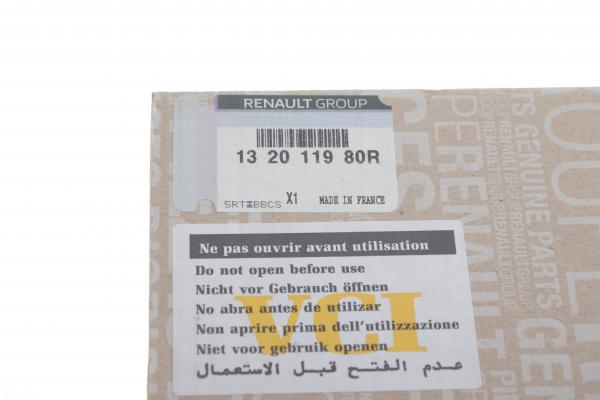 RENAULT GROUP
13 20 119 80R
X1 MADE IN FRANCE
Ne pas ouvrir avant utilisation
Do not open before use
Nicht vor Gebrauch öffnen
No abra antes de utilizar
Non aprire prima dell'utilizzazione
Niet voor gebruik openen
عدم الفتح قبل الاستعمال
VCI